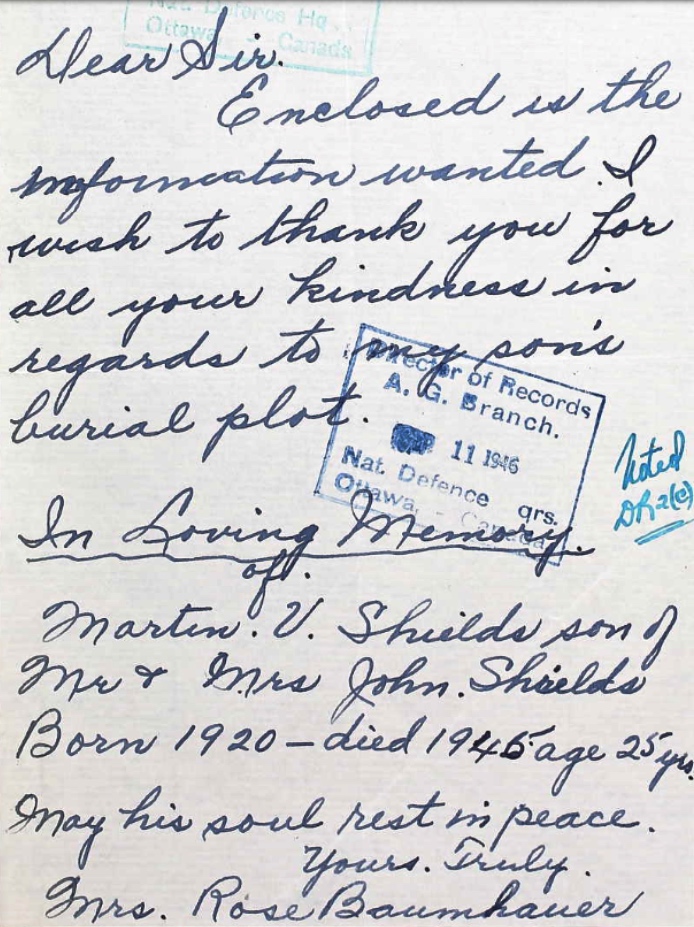 Nat. Defence Hq.
Ottawa - Canada
Dear Sir.
Enclosed is the
information wanted. I
wish to thank you for
all your kindness in
regards to my son's
burial plot.
Director of Records
A. G. Branch.
11 1946
Nat. Defence qrs.
Ottawa, - Canada
Noted
In Loving Memory.
of.
Martin. V. Shields son of
Mr & Mrs John. Shields
Born 1920 – died 1945 age 25 yrs.
May his soul rest in peace.
Yours. Truly.
Mrs. Rose Baumhauer